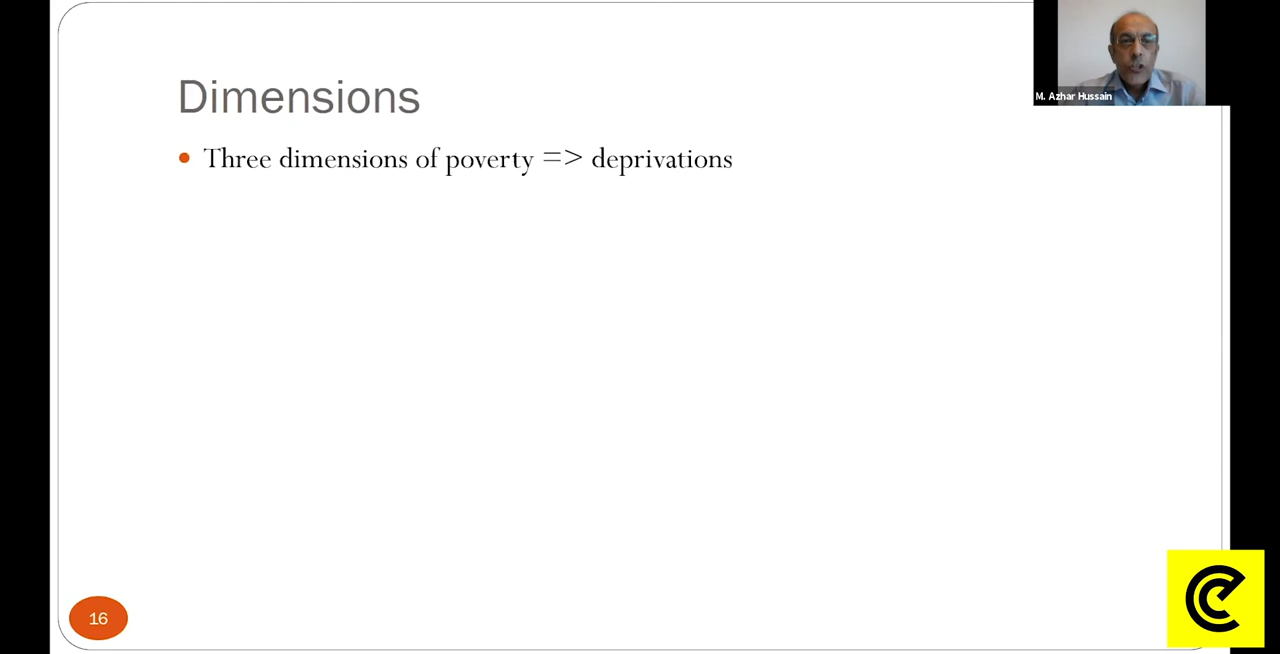 M. Azhar Hussain
Dimensions
Three dimensions of poverty => deprivations
16